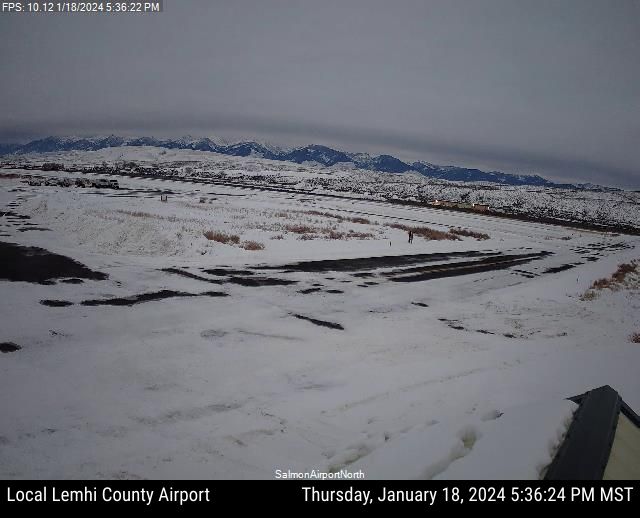 FPS: 10.12 1/18/2024 5:36:22 PM
SalmonAirportNorth
Local Lemhi County Airport Thursday, January 18, 2024 5:36:24 PM MST